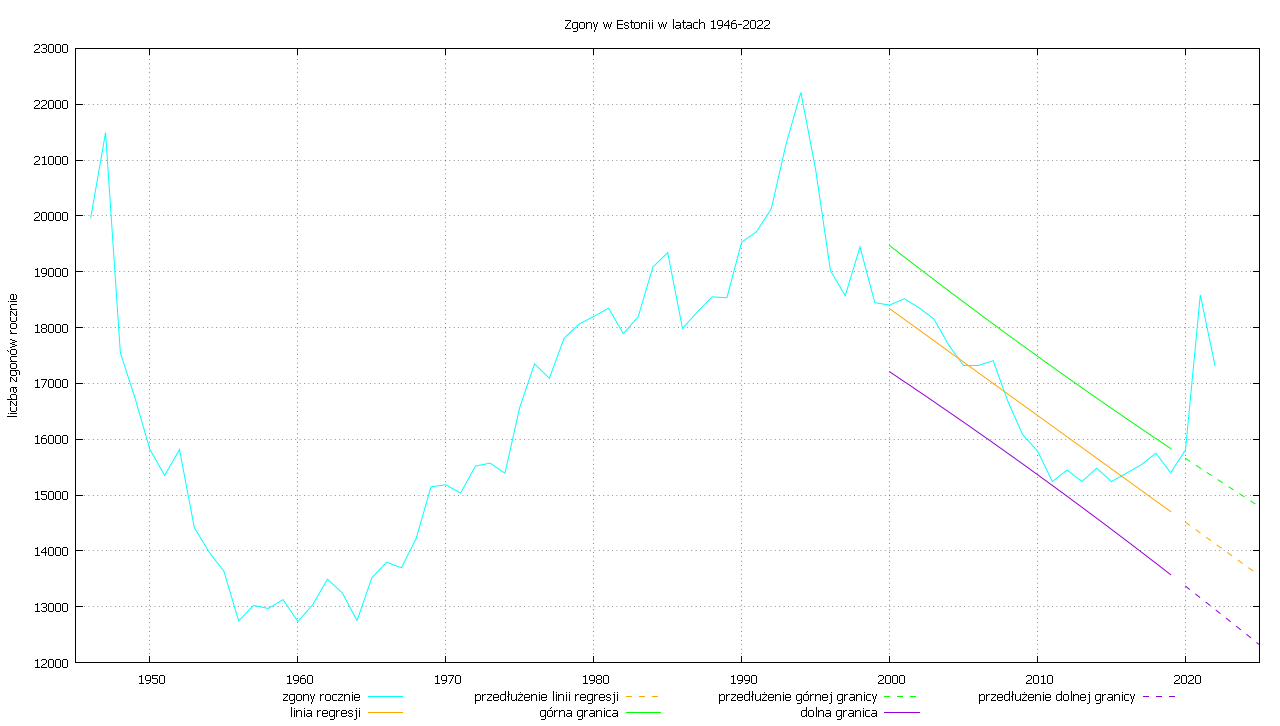 Zgony w Estonii w latach 1946-2022
23000
22000
21000
20000
19000
18000
17000
16000
15000
14000
13000
12000
liczba zgonów rocznie
1950 1960 1970 1980 1990 2000 2010 2020
zgony rocznie przedłużenie linii regresji przedłużenie górnej granicy przedłużenie dolnej granicy
linia regresji górna granica dolna granica